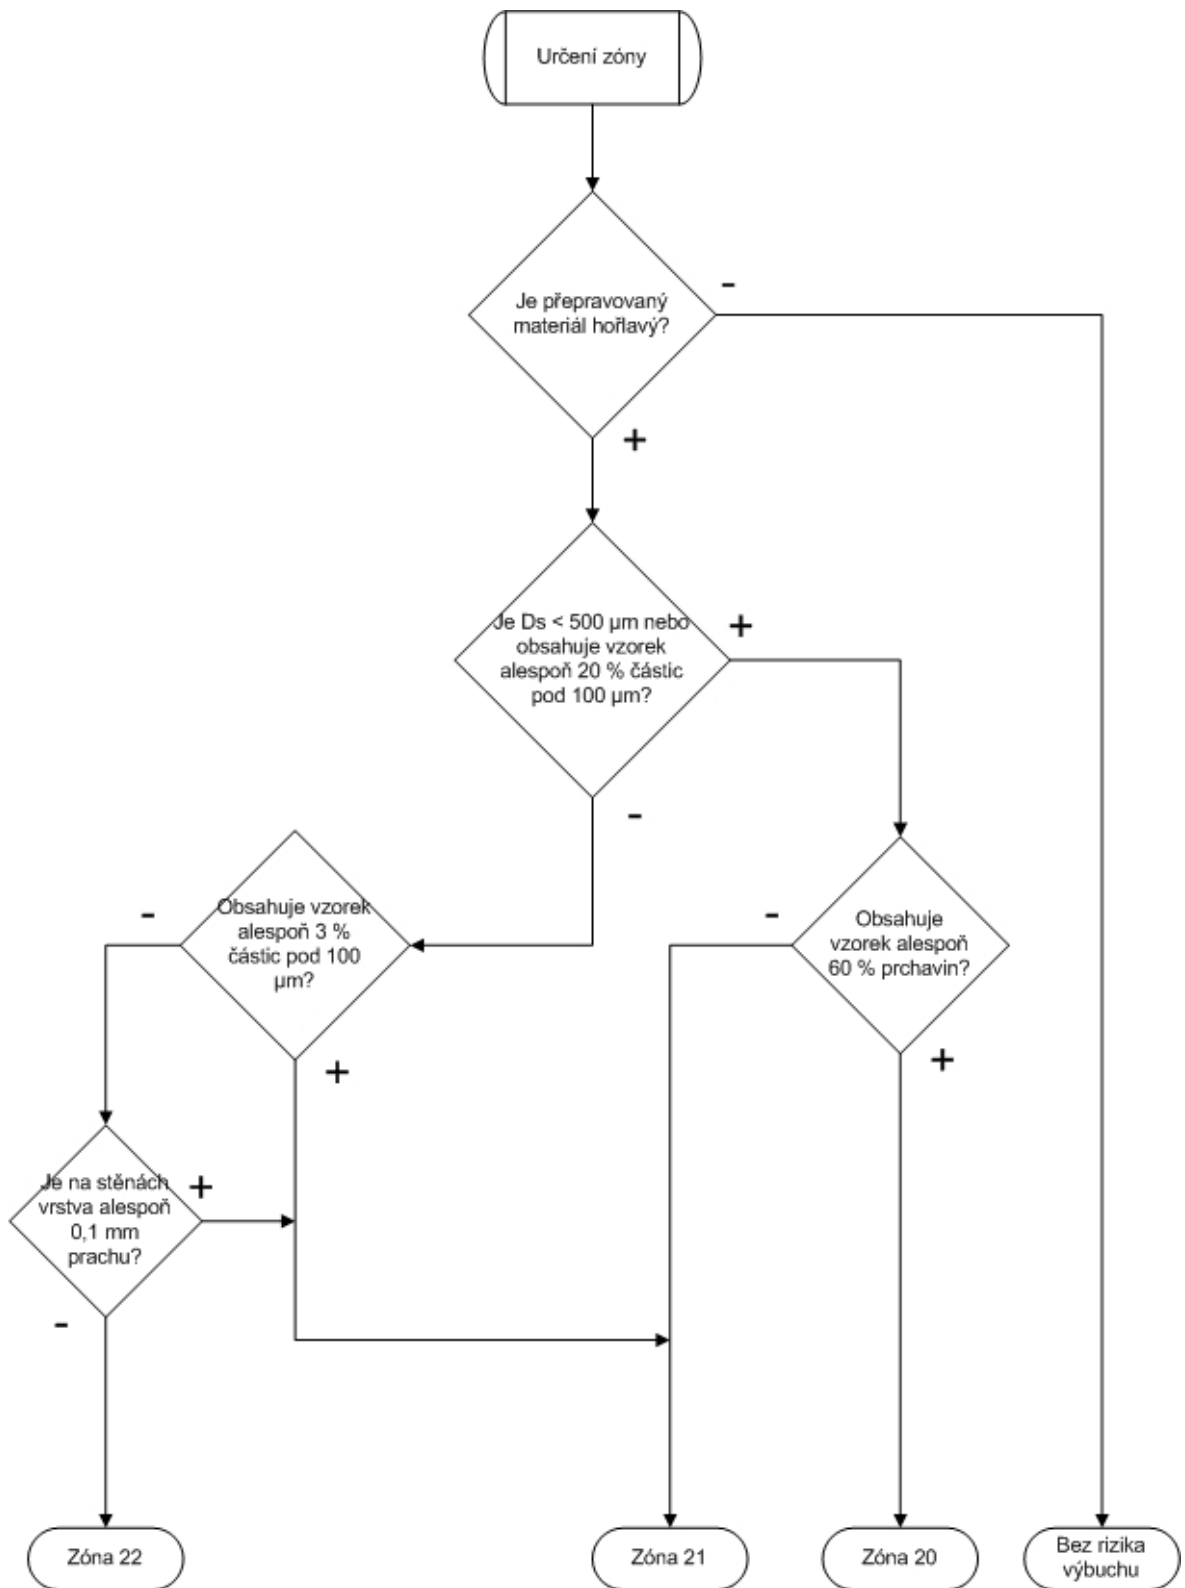 Určení zóny
Je přepravovaný
materiál hořlavý?
-
+
Je Ds < 500 µm nebo
obsahuje vzorek
alespoň 20 % částic
pod 100 µm?
+
-
Obsahuje vzorek
alespoň 3 %
částic pod 100
µm?
-
+
Obsahuje
vzorek alespoň
60 % prchavin?
-
+
Je na stěnách
vrstva alespoň
0,1 mm
prachu?
+
-
Zóna 22
Zóna 21
Zóna 20
Bez rizika
výbuchu